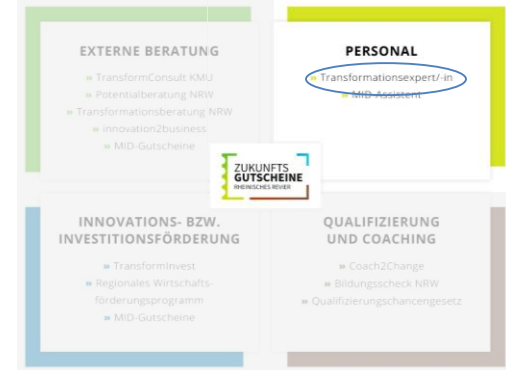 EXTERNE BERATUNG
» TransformConsult KMU
» Potentialberatung NRW
» Transformationsberatung NRW
» innovation2business
» MID-Gutscheine
PERSONAL
» Transformationsexpert/-in
» MID-Assistent
ZUKUNFTS
GUTSCHEINE
RHEINISCHES REVIER
INNOVATIONS- BZW.
INVESTITIONSFÖRDERUNG
» TransformInvest
» Regionales Wirtschafts-
förderungsprogramm
» MID-Gutscheine
QUALIFIZIERUNG
UND COACHING
» Coach2Change
» Bildungsscheck NRW
» Qualifizierungschancengesetz